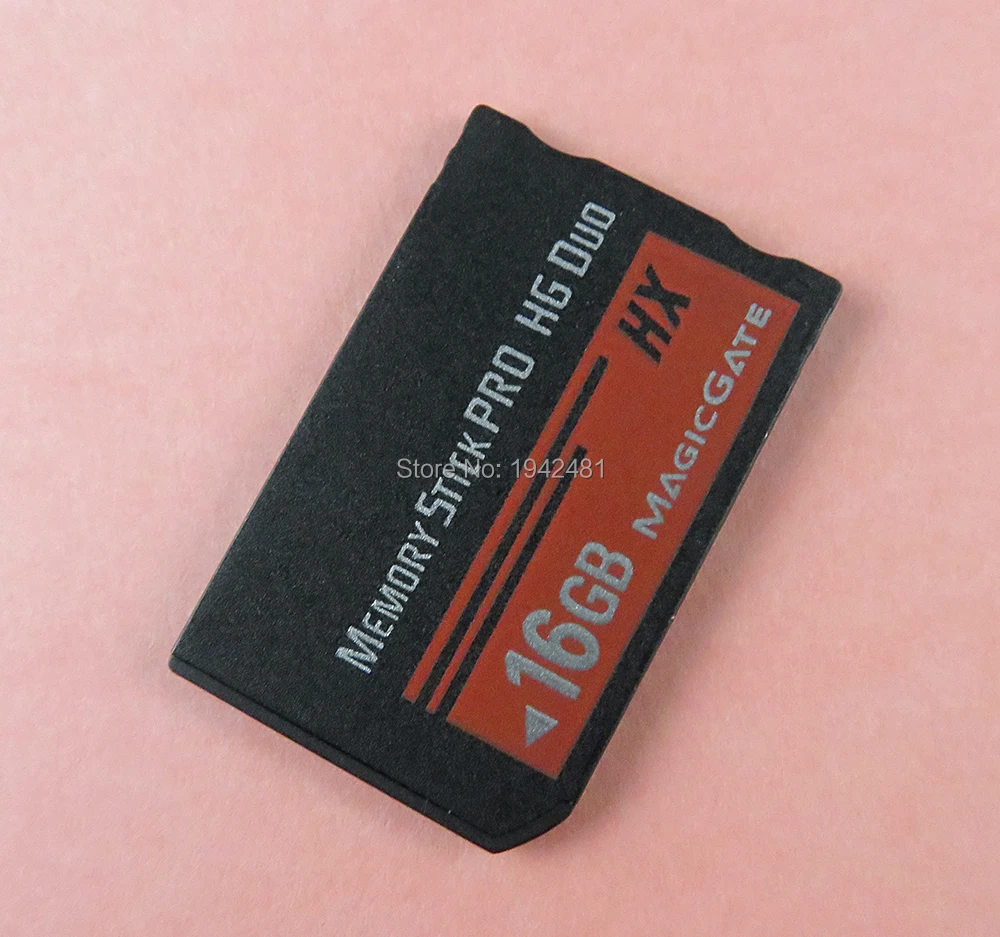 MEMORY STICK PRO HG DUO
HX
MAGICGATE
16GB
Store No: 1942481